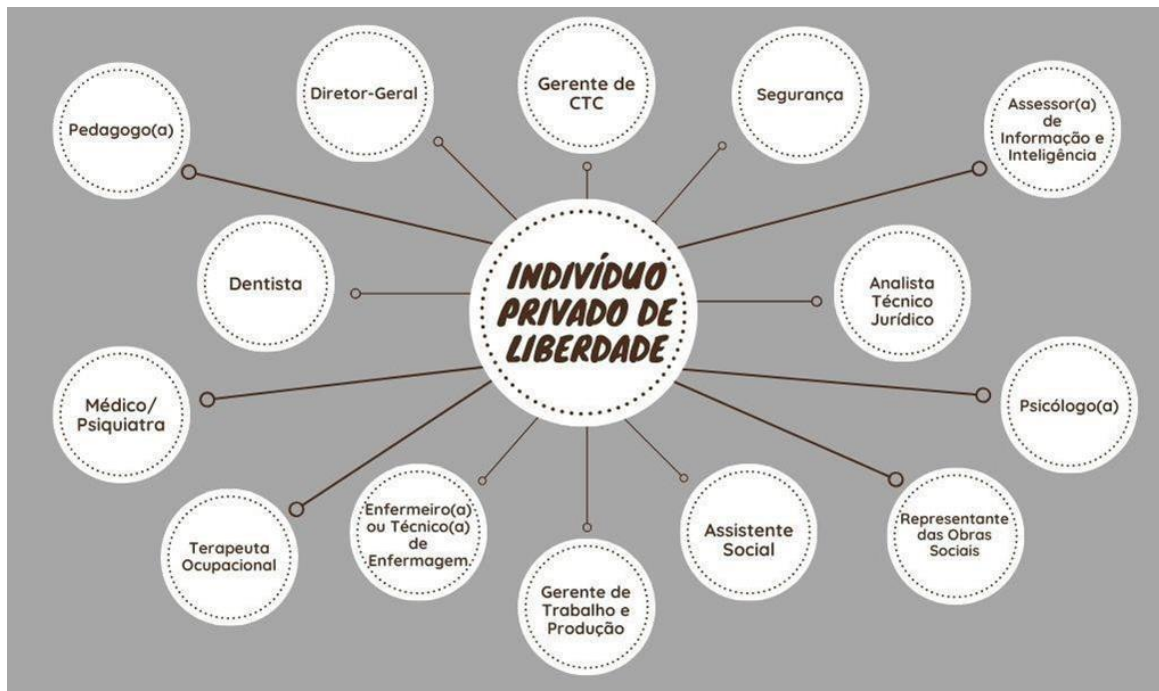 Pedagogo(a)
Diretor-Geral
Gerente de
CTC
Segurança
Assessor(a)
de
Informação e
Inteligência
Dentista
INDIVÍDUO
PRIVADO DE
LIBERDADE
Analista
Técnico
Jurídico
Médico/
Psiquiatra
Psicólogo(a)
Terapeuta
Ocupacional
Enfermeiro(a)
ou Técnico(a)
de
Enfermagem.
Gerente de
Trabalho e
Produção
Assistente
Social
Representante
das Obras
Sociais